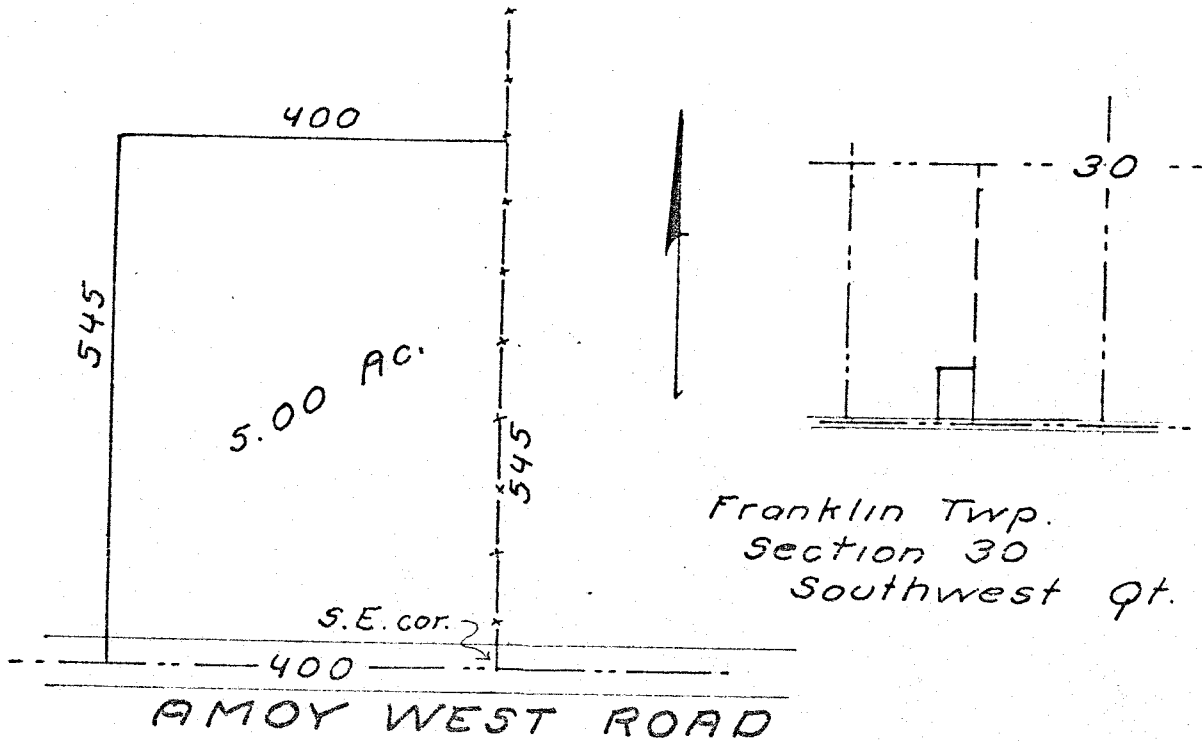 400
30
545
5.00 Ac.
545
Franklin Twp.
Section 30
Southwest Qt.
S.E. cor.
400
AMOY WEST ROAD